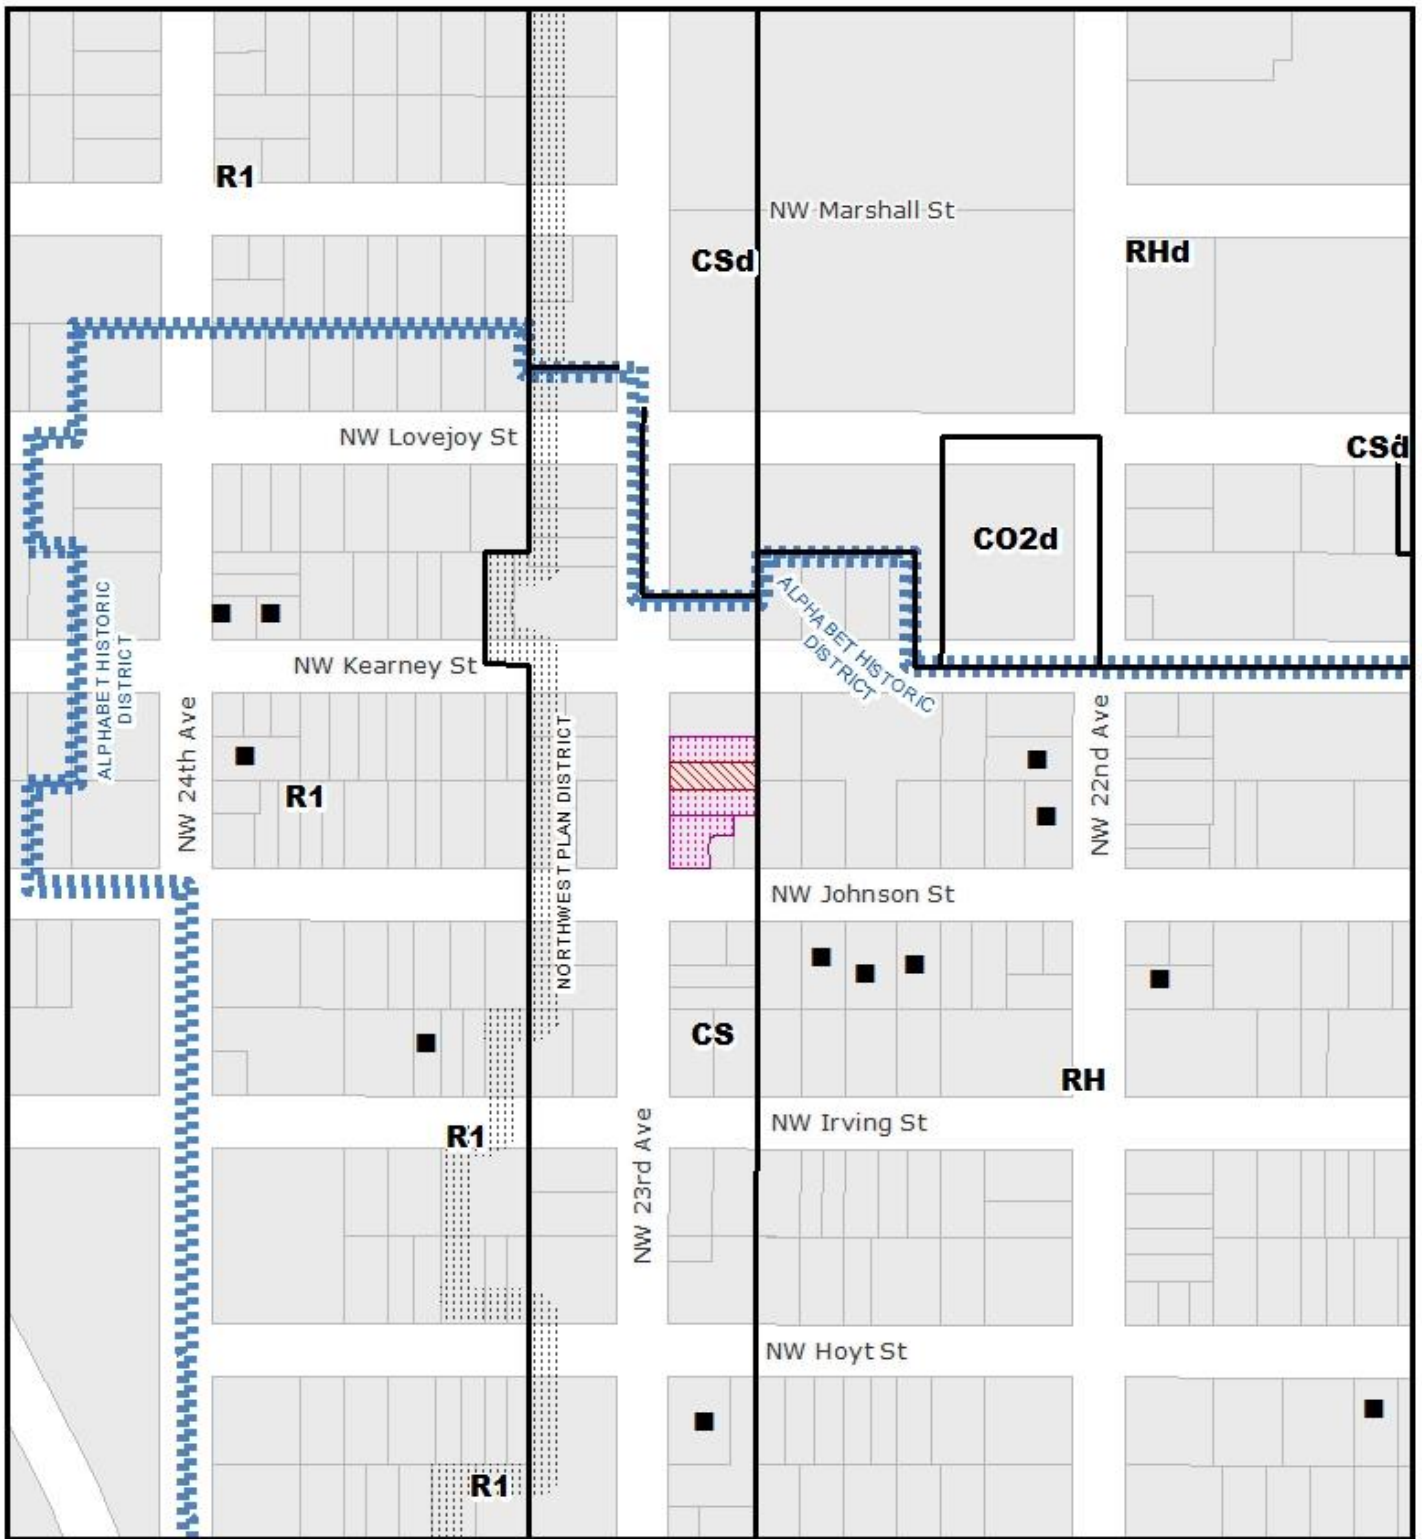 R1
NW Marshall St
CSd
RHd
NW Lovejoy St
CSd
CO2d
ALPHABET HISTORIC
DISTRICT
ALPHABET HISTORIC
DISTRICT
NW Kearney St
NW 24th Ave
NORTHWEST PLAN DISTRICT
NW 22nd Ave
R1
NW Johnson St
CS
RH
R1
NW Irving St
NW 23rd Ave
NW Hoyt St
R1